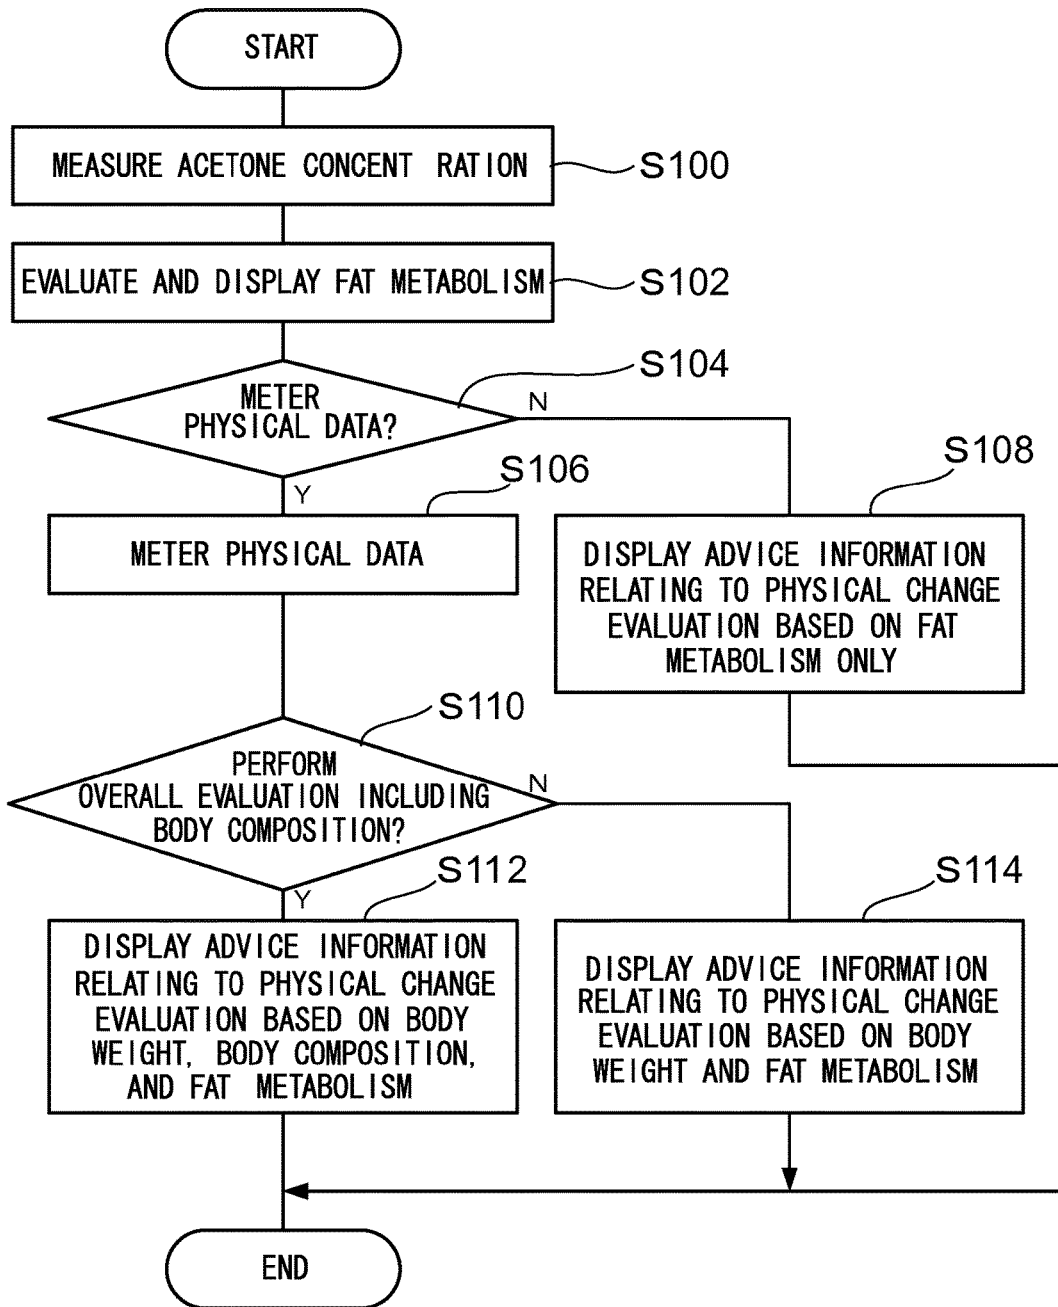 START
MEASURE ACETONE CONCENT RATION
S100
EVALUATE AND DISPLAY FAT METABOLISM
S102
S104
METER
PHYSICAL DATA?
N
Y
S106
METER PHYSICAL DATA
S108
DISPLAY ADVICE INFORMATION
RELATING TO PHYSICAL CHANGE
EVALUATION BASED ON FAT
METABOLISM ONLY
S110
PERFORM
OVERALL EVALUATION INCLUDING
BODY COMPOSITION?
N
Y
S112
DISPLAY ADVICE INFORMATION
RELATING TO PHYSICAL CHANGE
EVALUATION BASED ON BODY
WEIGHT, BODY COMPOSITION,
AND FAT METABOLISM
S114
DISPLAY ADVICE INFORMATION
RELATING TO PHYSICAL CHANGE
EVALUATION BASED ON BODY
WEIGHT AND FAT METABOLISM
END